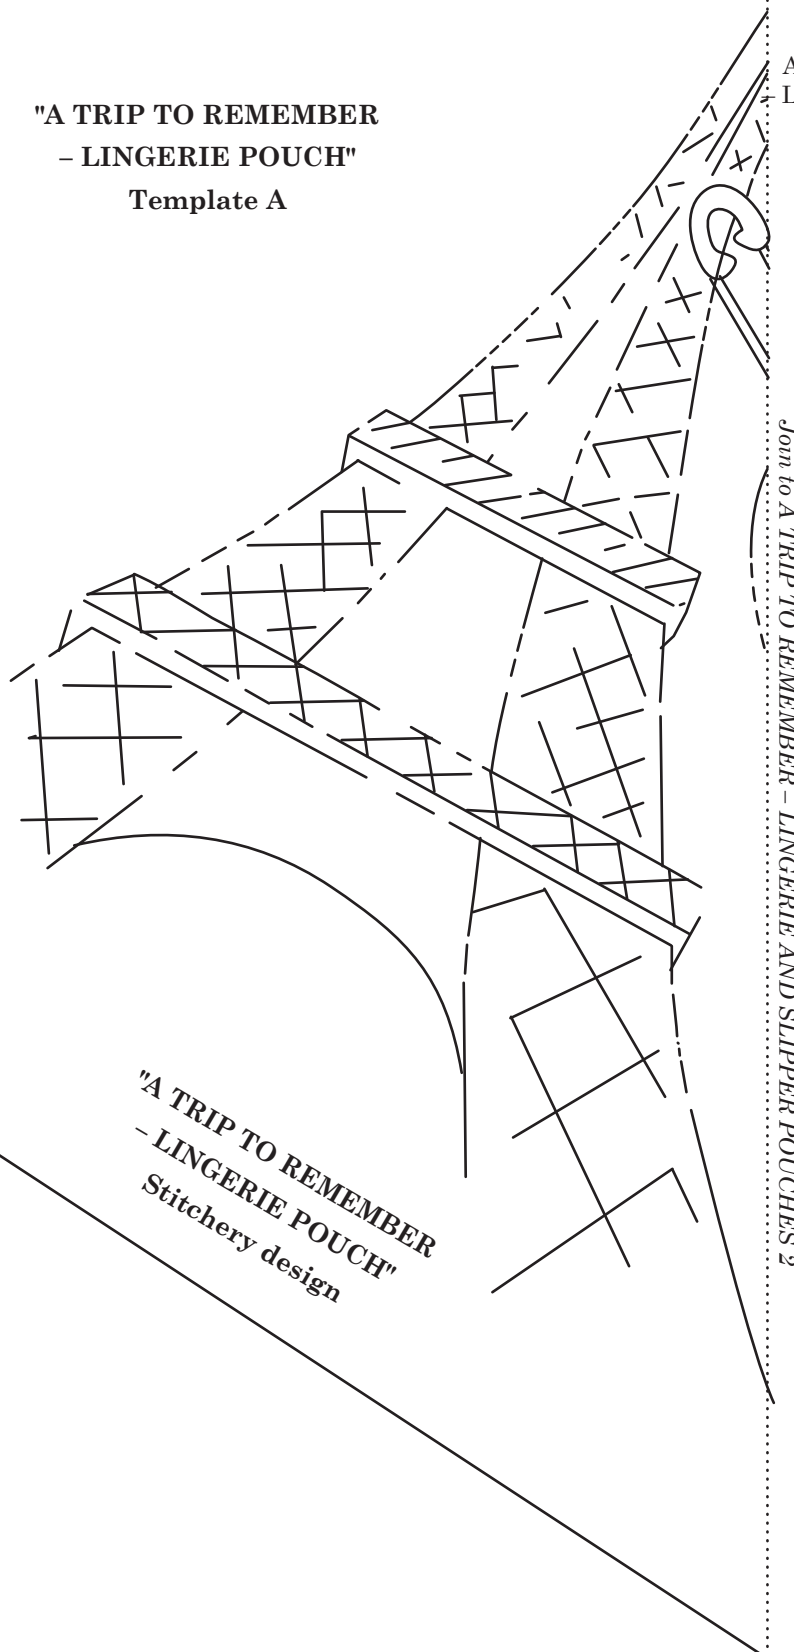 "A TRIP TO REMEMBER
– LINGERIE POUCH"
Template A
A
– L
Join to A TRIP TO REMEMBER – LINGERIE AND SLIPPER POUCHES 2
"A TRIP TO REMEMBER
– LINGERIE POUCH"
Stitchery design